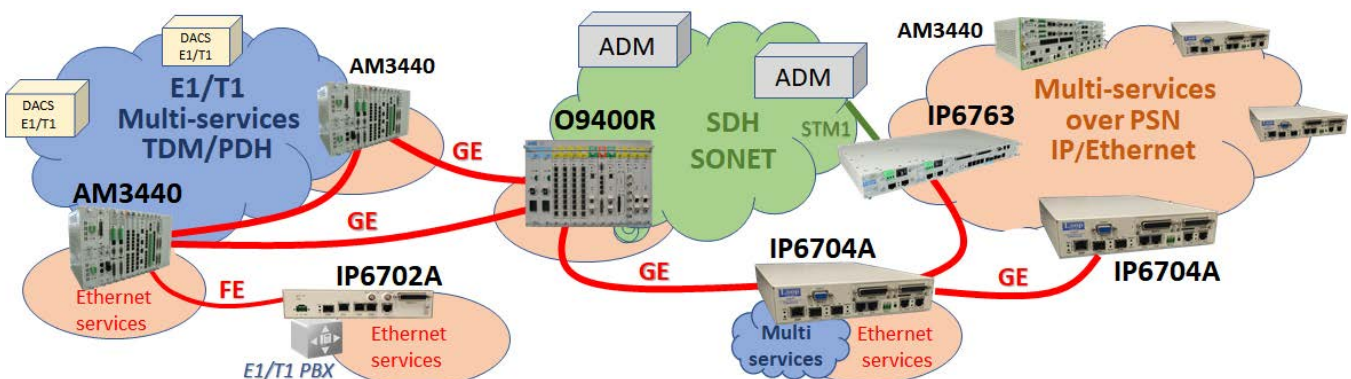 DACS
E1/T1
DACS
E1/T1
E1/T1
Multi-services
TDM/PDH
AM3440
AM3440
GE
GE
FE
Ethernet
services
IP6702A
E1/T1 PBX
Ethernet
services
ADM
ADM
O9400R
SDH
SONET
STM1
GE
IP6704A
Multi
services
Ethernet
services
AM3440
IP6763
Multi-services
over PSN
IP/Ethernet
GE
IP6704A
Loop